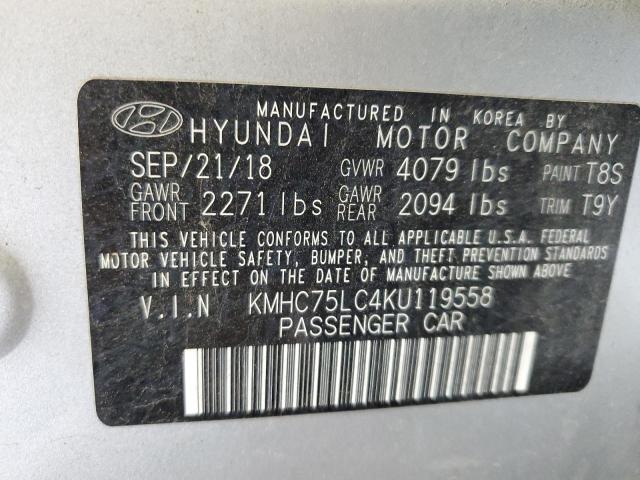 MANUFACTURED IN KOREA BY
HYUNDAI MOTOR COMPANY
SEP/21/18 GVWR 4079 lbs PAINT T8S
GAWR FRONT 2271 lbs GAWR REAR 2094 lbs TRIM T9Y
THIS VEHICLE CONFORMS TO ALL APPLICABLE U.S.A. FEDERAL
MOTOR VEHICLE SAFETY, BUMPER, AND THEFT PREVENTION STANDARDS
IN EFFECT ON THE DATE OF MANUFACTURE SHOWN ABOVE.
V.I.N KMHC75LC4KU119558
PASSENGER CAR